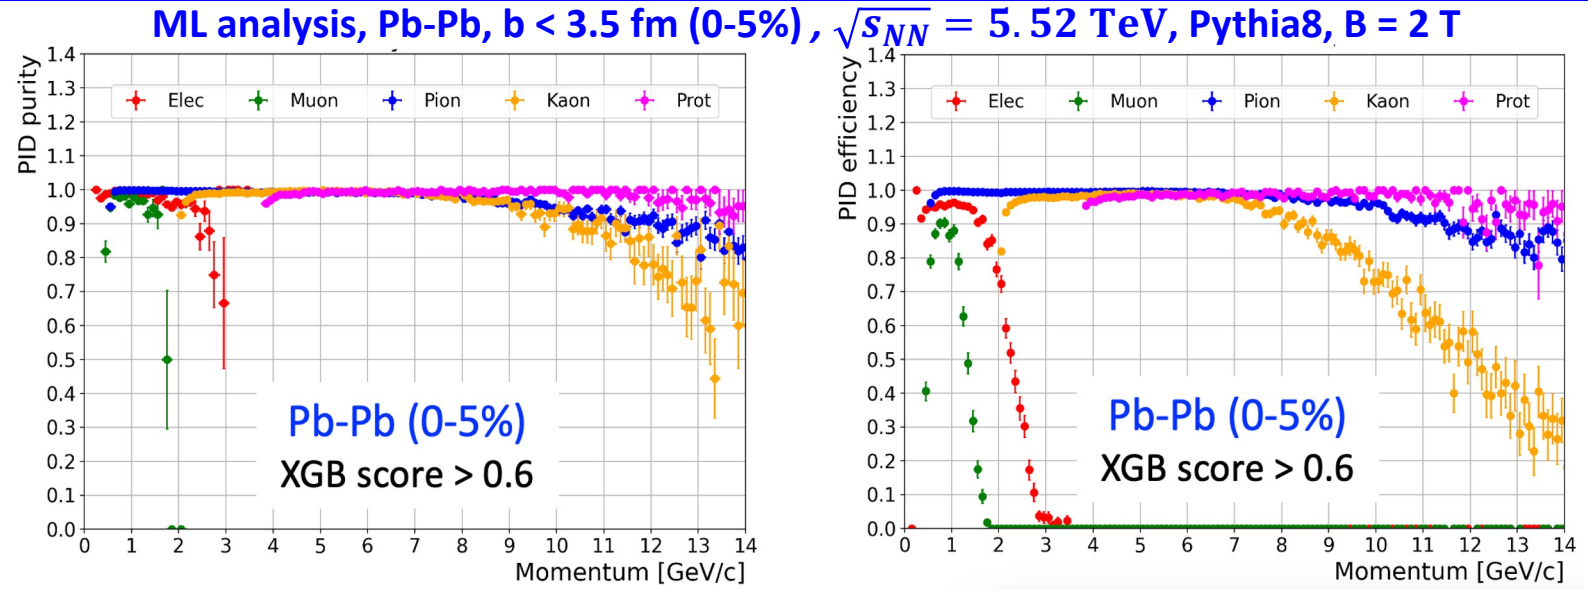 ML analysis, Pb-Pb, b < 3.5 fm (0-5%) , √s_NN = 5.52 TeV, Pythia8, B = 2 T
PID purity
1.4
1.3
1.2
1.1
1.0
0.9
0.8
0.7
0.6
0.5
0.4
0.3
0.2
0.1
0.0
Elec Muon Pion Kaon Prot
Pb-Pb (0-5%)
XGB score > 0.6
0 1 2 3 4 5 6 7 8 9 10 11 12 13 14
Momentum [GeV/c]
PID efficiency
1.4
1.3
1.2
1.1
1.0
0.9
0.8
0.7
0.6
0.5
0.4
0.3
0.2
0.1
0.0
Elec Muon Pion Kaon Prot
Pb-Pb (0-5%)
XGB score > 0.6
0 1 2 3 4 5 6 7 8 9 10 11 12 13 14
Momentum [GeV/c]